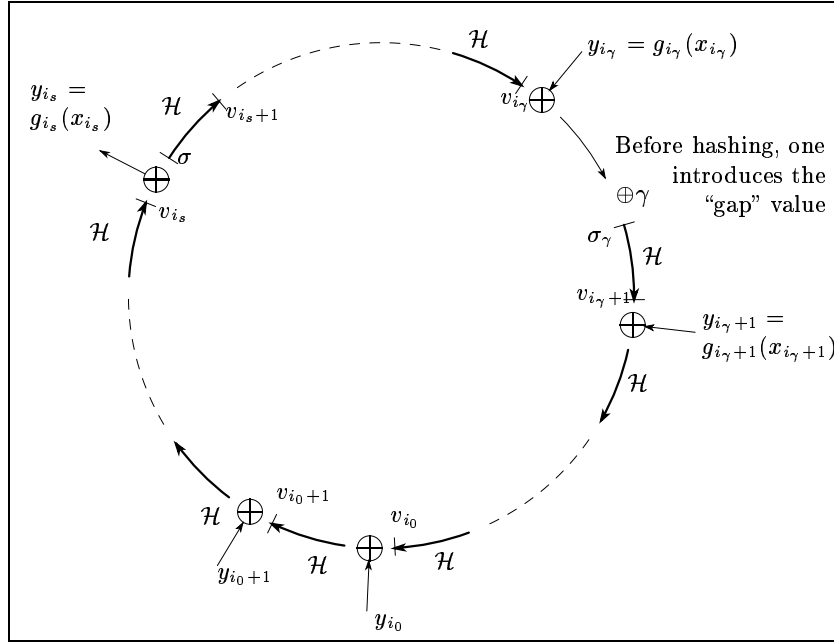 ℋ
y_{i_γ} = g_{i_γ}(x_{i_γ})
y_{i_s} =
g_{i_s}(x_{i_s})
ℋ
v_{i_s+1}
v_{i_γ}
σ
Before hashing, one
introduces the
“gap” value
⊕γ
v_{i_s}
ℋ
σ_γ
ℋ
v_{i_γ+1}
y_{i_γ+1} =
g_{i_γ+1}(x_{i_γ+1})
ℋ
v_{i_0+1}
v_{i_0}
ℋ
ℋ
ℋ
y_{i_0+1}
y_{i_0}